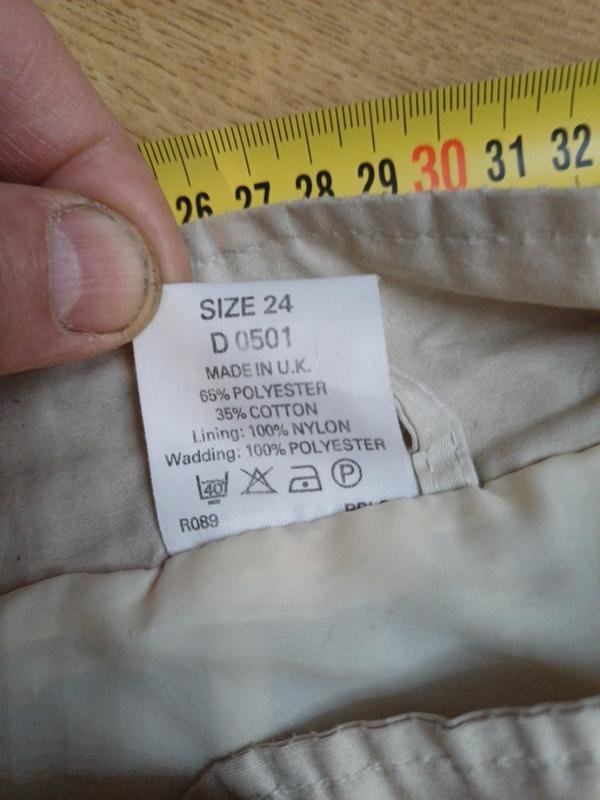 26 27 28 29 30 31 32
SIZE 24
D 0501
MADE IN U.K.
65% POLYESTER
35% COTTON
Lining: 100% NYLON
Wadding: 100% POLYESTER
40 P
R089